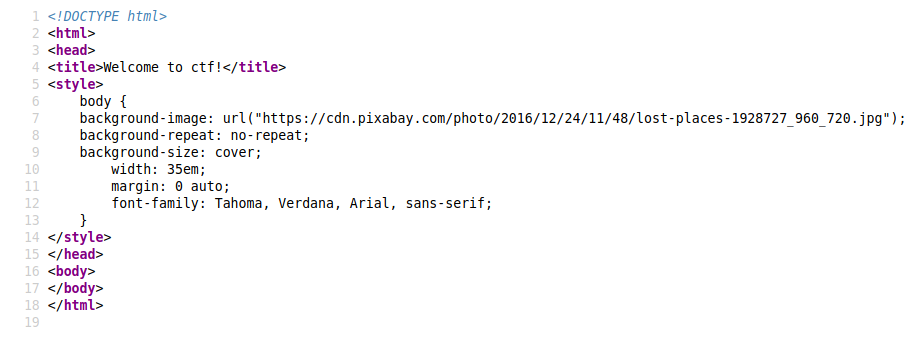 1 <!DOCTYPE html>
2 <html>
3 <head>
4 <title>Welcome to ctf!</title>
5 <style>
6     body {
7     background-image: url("https://cdn.pixabay.com/photo/2016/12/24/11/48/lost-places-1928727_960_720.jpg");
8     background-repeat: no-repeat;
9     background-size: cover;
10         width: 35em;
11         margin: 0 auto;
12         font-family: Tahoma, Verdana, Arial, sans-serif;
13     }
14 </style>
15 </head>
16 <body>
17 </body>
18 </html>
19